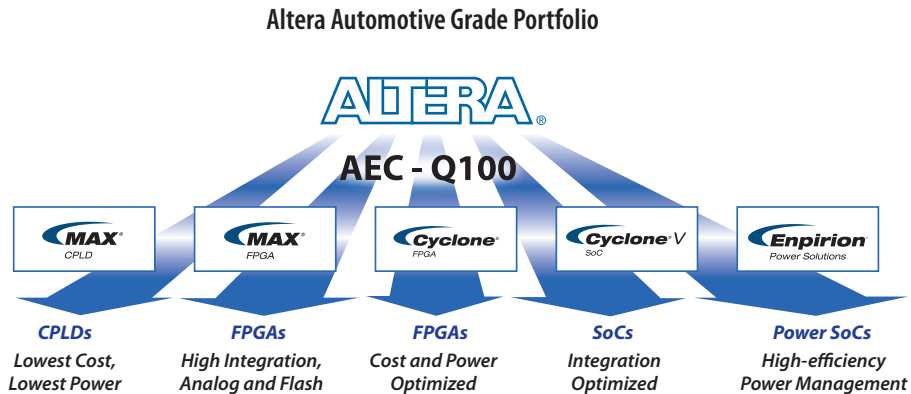 Altera Automotive Grade Portfolio
ALTERA®
AEC - Q100
MAX®
CPLD
MAX®
FPGA
Cyclone®
FPGA
Cyclone® V
SoC
Enpirion®
Power Solutions
CPLDs
Lowest Cost,
Lowest Power
FPGAs
High Integration,
Analog and Flash
FPGAs
Cost and Power
Optimized
SoCs
Integration
Optimized
Power SoCs
High-efficiency
Power Management